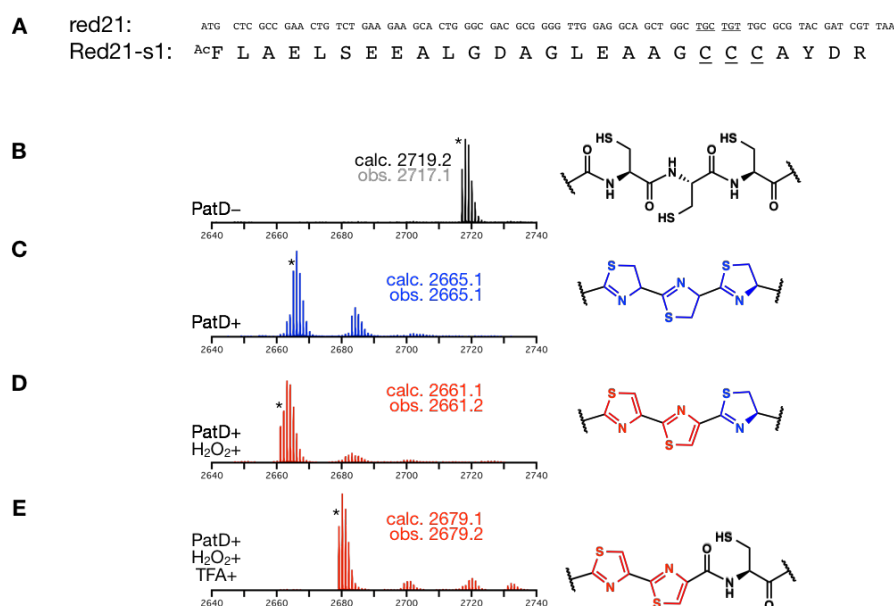 A
red21:
ATG CTC GCC GAA CTG TCT GAA GAA GCA CTG GGC GAC GCG GGG TTG GAG GCA GCT GGC TGC TGT TGC GCG TAC GAT CGT TAA
Red21-s1:
AcF L A E L S E E A L G D A G L E A A G C C C A Y D R
B
PatD–
*
calc. 2719.2
obs. 2717.1
2640 2660 2680 2700 2720 2740
HS
O
N
H
O
H
N
HS
O
N
H
HS
O
C
PatD+
*
calc. 2665.1
obs. 2665.1
2640 2660 2680 2700 2720 2740
S
N
N
S
S
N
D
PatD+
H2O2+
*
calc. 2661.1
obs. 2661.2
2640 2660 2680 2700 2720 2740
S
N
N
S
S
N
E
PatD+
H2O2+
TFA+
*
calc. 2679.1
obs. 2679.2
2640 2660 2680 2700 2720 2740
S
N
N
S
O
N
H
HS
O